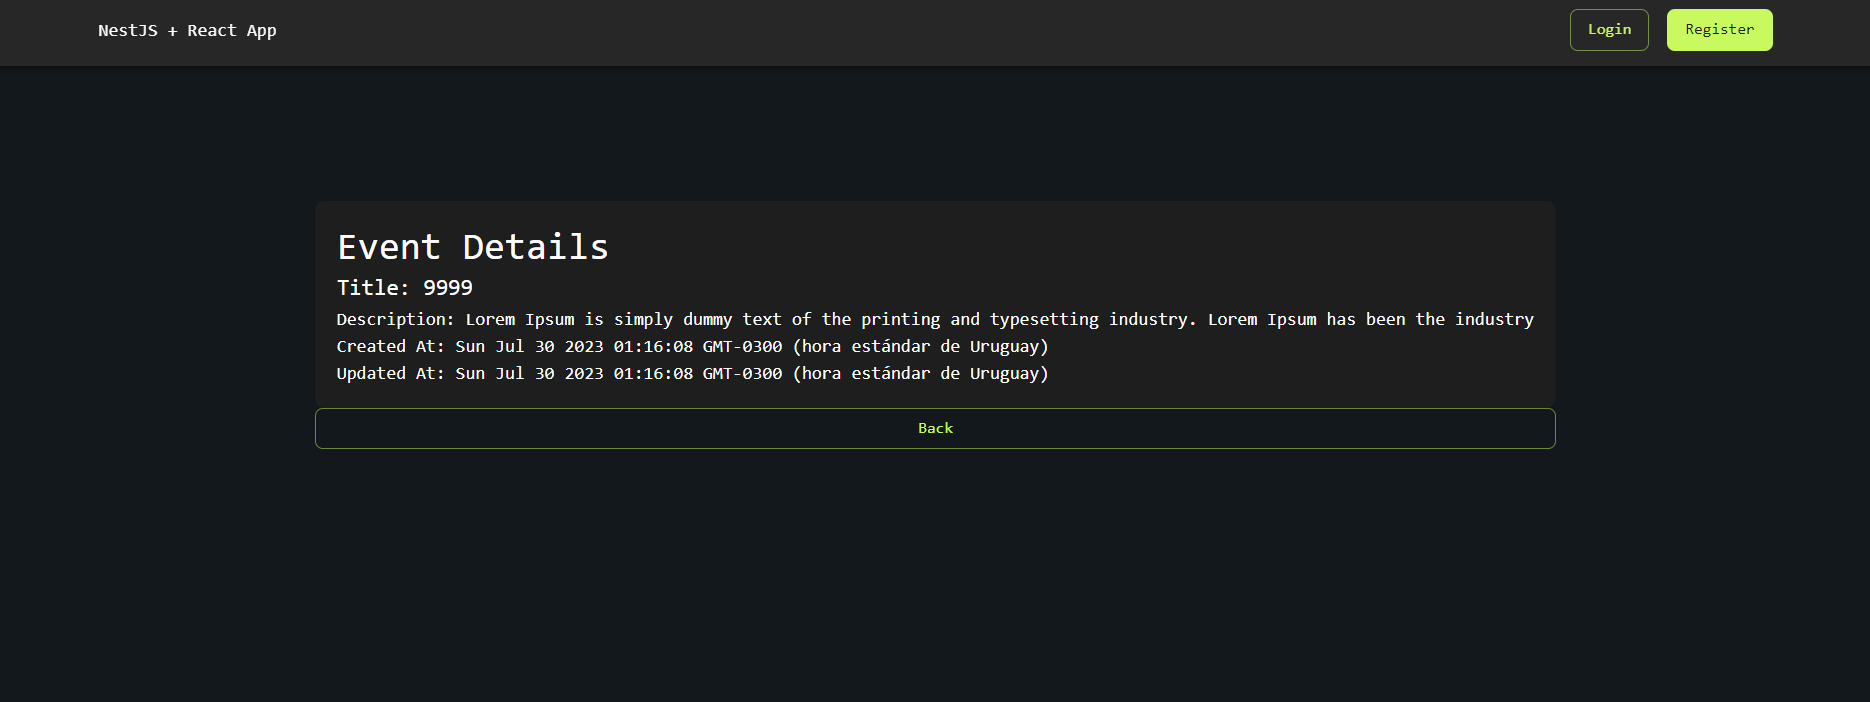 NestJS + React App
Login
Register
Event Details
Title: 9999
Description: Lorem Ipsum is simply dummy text of the printing and typesetting industry. Lorem Ipsum has been the industry
Created At: Sun Jul 30 2023 01:16:08 GMT-0300 (hora estándar de Uruguay)
Updated At: Sun Jul 30 2023 01:16:08 GMT-0300 (hora estándar de Uruguay)
Back